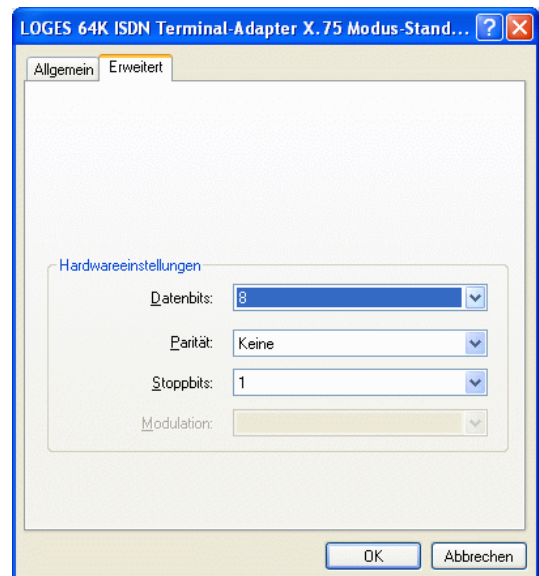 LOGES 64K ISDN Terminal-Adapter X.75 Modus-Stand...
Allgemein Erweitert
Hardwareeinstellungen
Datenbits: 8
Parität: Keine
Stoppbits: 1
Modulation:
OK Abbrechen